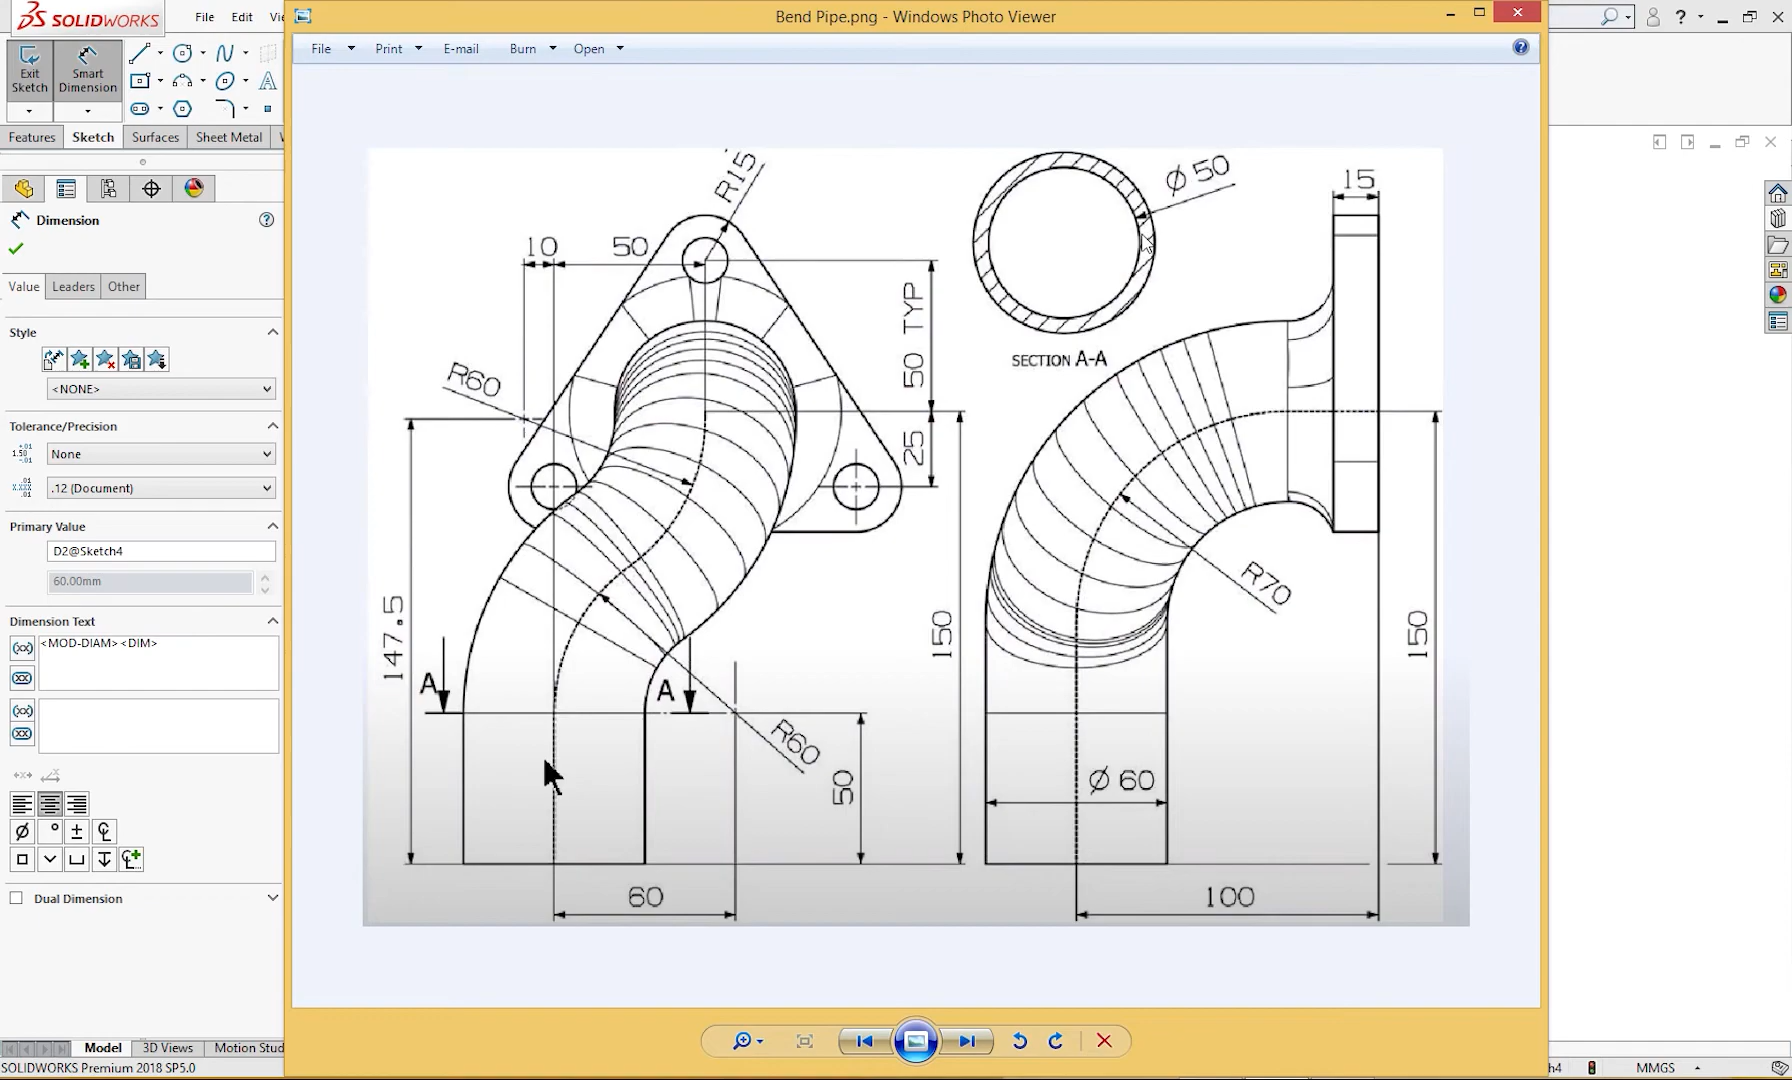 SOLIDWORKS
File Edit Vi
Exit Sketch
Smart Dimension
Features Sketch Surfaces Sheet Metal
Dimension
Value Leaders Other
Style
<NONE>
Tolerance/Precision
None
.12 (Document)
Primary Value
D2@Sketch4
60.00mm
Dimension Text
<MOD-DIAM><DIM>
Dual Dimension
Model 3D Views Motion Stud
SOLIDWORKS Premium 2018 SP5.0
Bend Pipe.png - Windows Photo Viewer
File Print E-mail Burn Open
R15
10 50
50 TYP
R60
25
147.5
A A
R60
50
150
60
Ø 50
SECTION A-A
15
R70
Ø 60
150
100
h4
MMGS